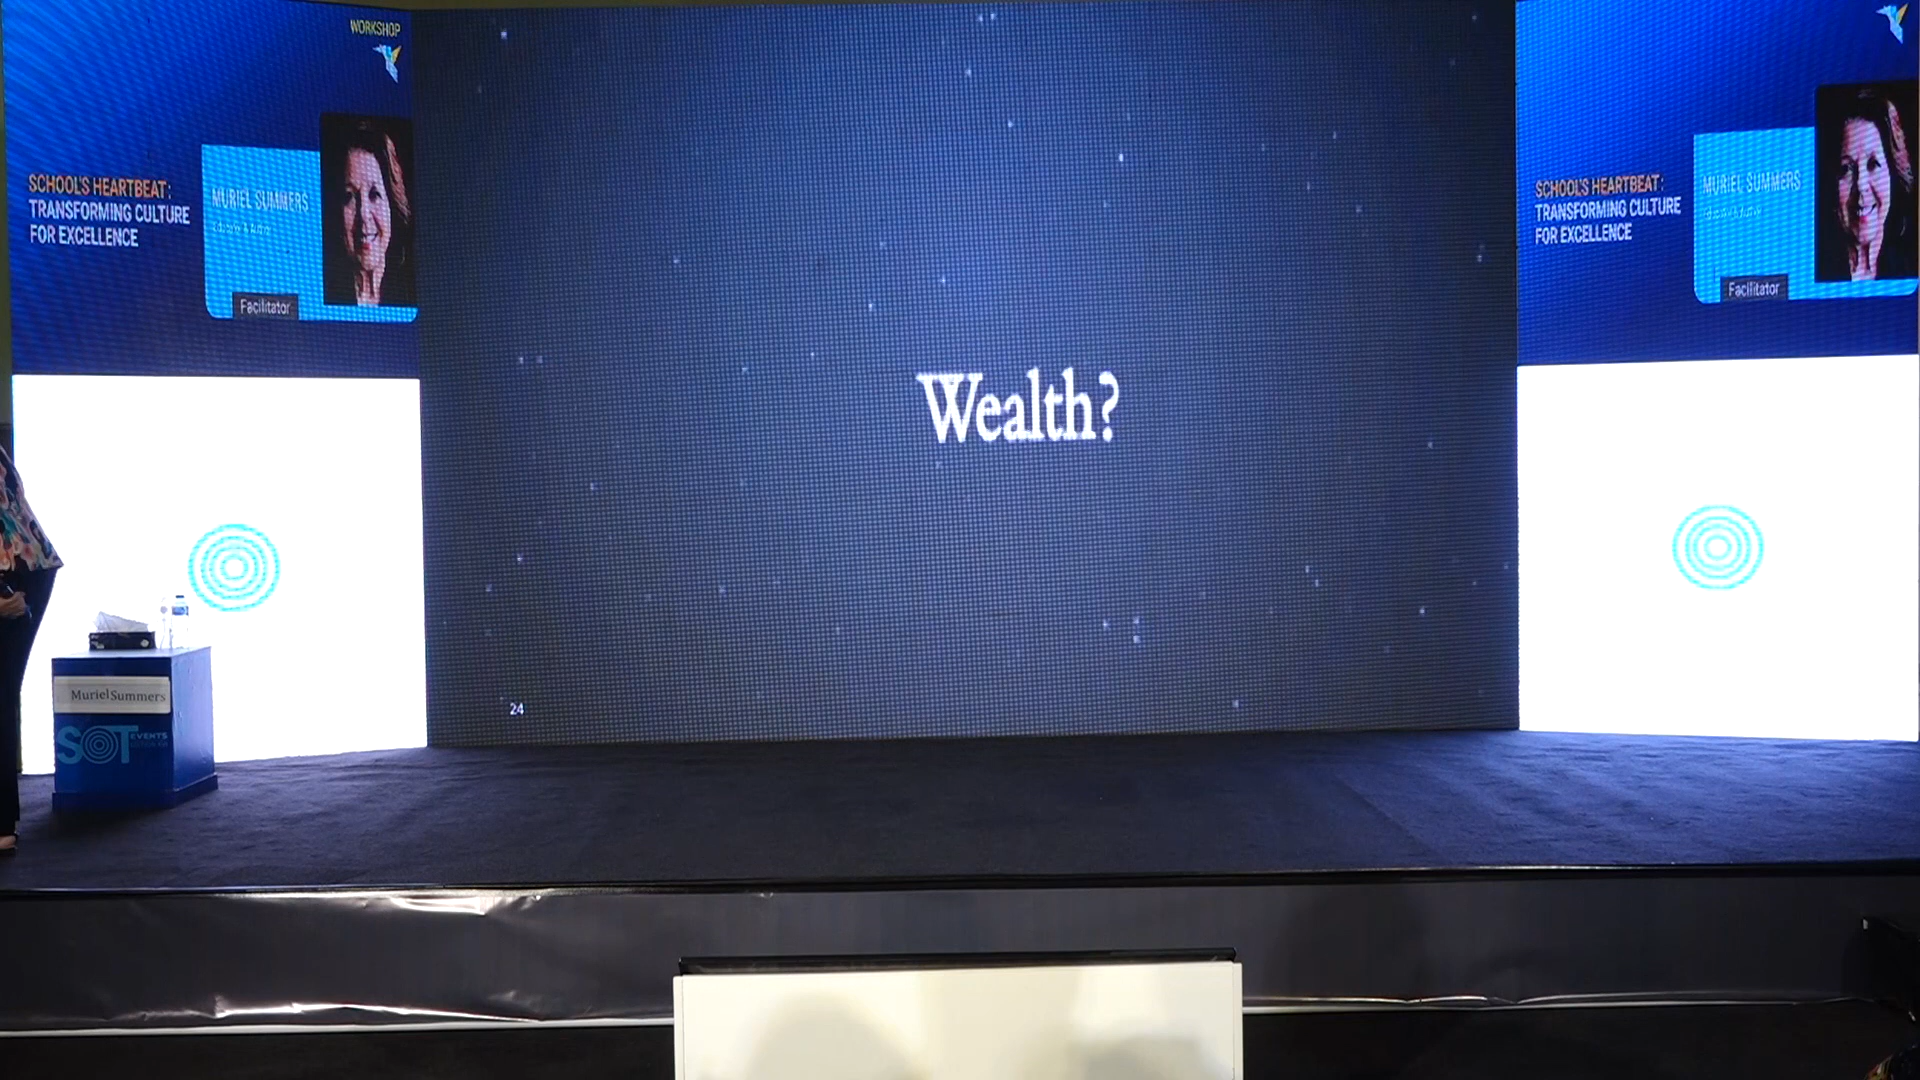 WORKSHOP
SCHOOL'S HEARTBEAT:
TRANSFORMING CULTURE
FOR EXCELLENCE
MURIEL SUMMERS
Facilitator
Wealth?
24
SCHOOL'S HEARTBEAT:
TRANSFORMING CULTURE
FOR EXCELLENCE
MURIEL SUMMERS
Facilitator
Muriel Summers
SOT
EVENTS